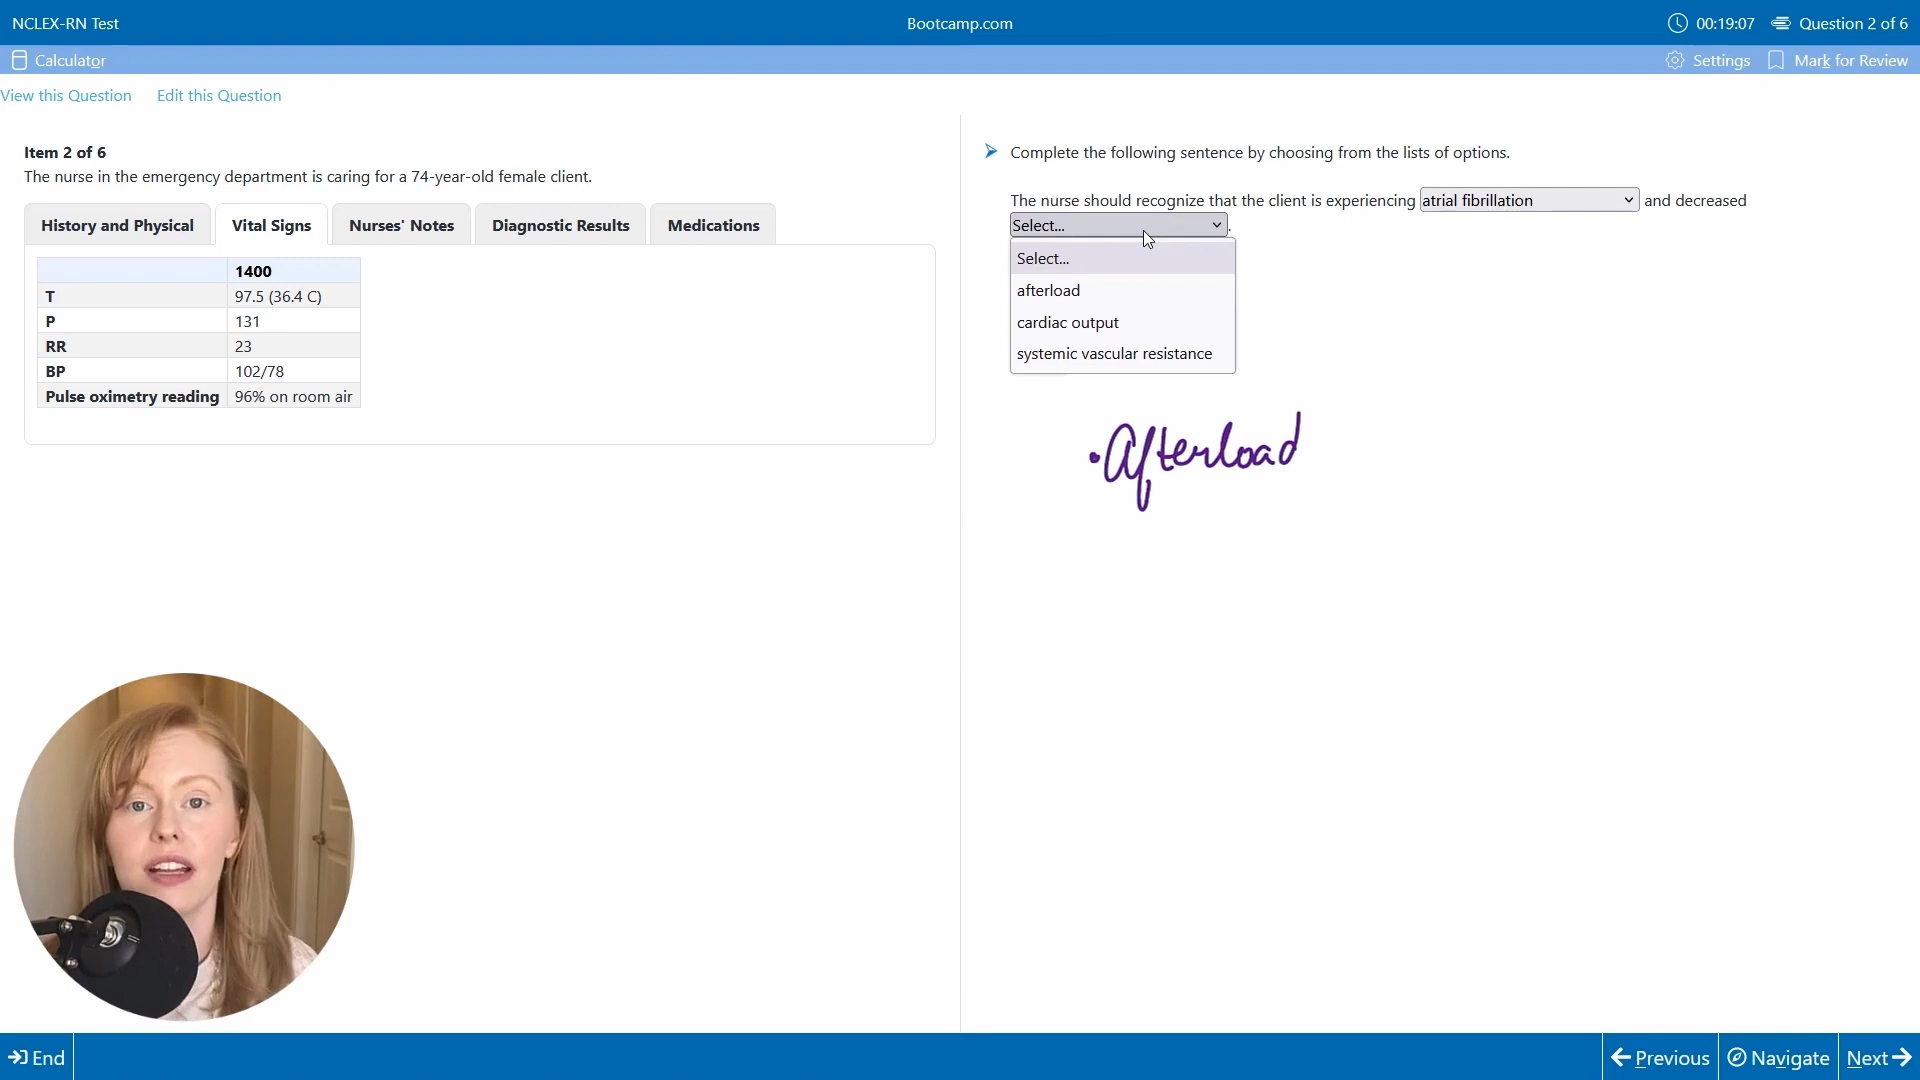 NCLEX-RN Test
Bootcamp.com
00:19:07
Question 2 of 6
Calculator
Settings
Mark for Review
View this Question
Edit this Question
Item 2 of 6
The nurse in the emergency department is caring for a 74-year-old female client.
History and Physical
Vital Signs
Nurses' Notes
Diagnostic Results
Medications
1400
T 97.5 (36.4 C)
P 131
RR 23
BP 102/78
Pulse oximetry reading 96% on room air
Complete the following sentence by choosing from the lists of options.
The nurse should recognize that the client is experiencing atrial fibrillation and decreased
Select... .
Select...
afterload
cardiac output
systemic vascular resistance
•Afterload
End
Previous
Navigate
Next